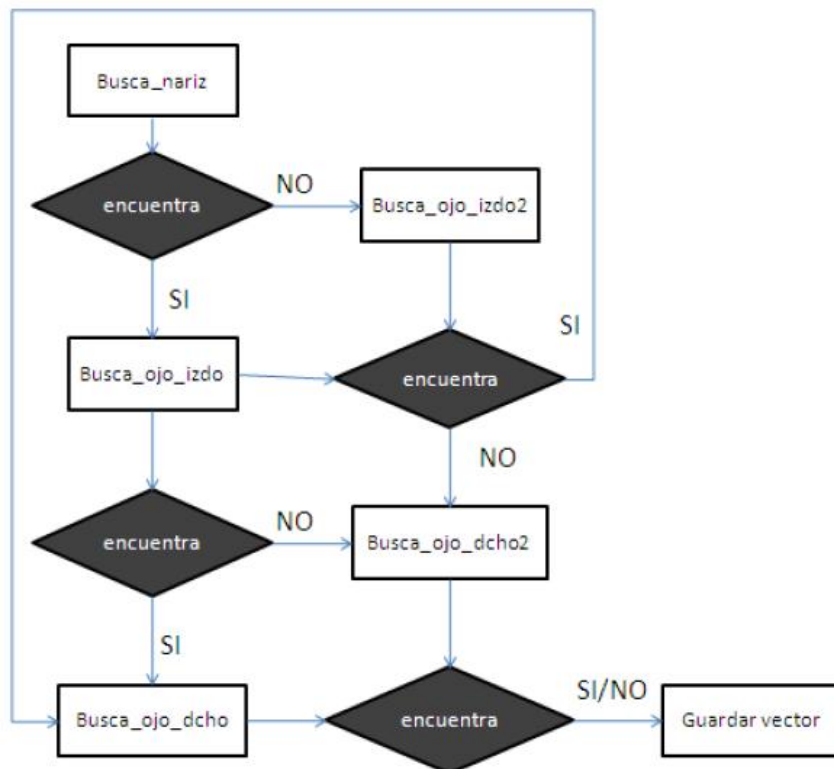 Busca_nariz
encuentra
NO
Busca_ojo_izdo2
SI
Busca_ojo_izdo
encuentra
SI
NO
encuentra
NO
Busca_ojo_dcho2
SI
Busca_ojo_dcho
encuentra
SI/NO
Guardar vector